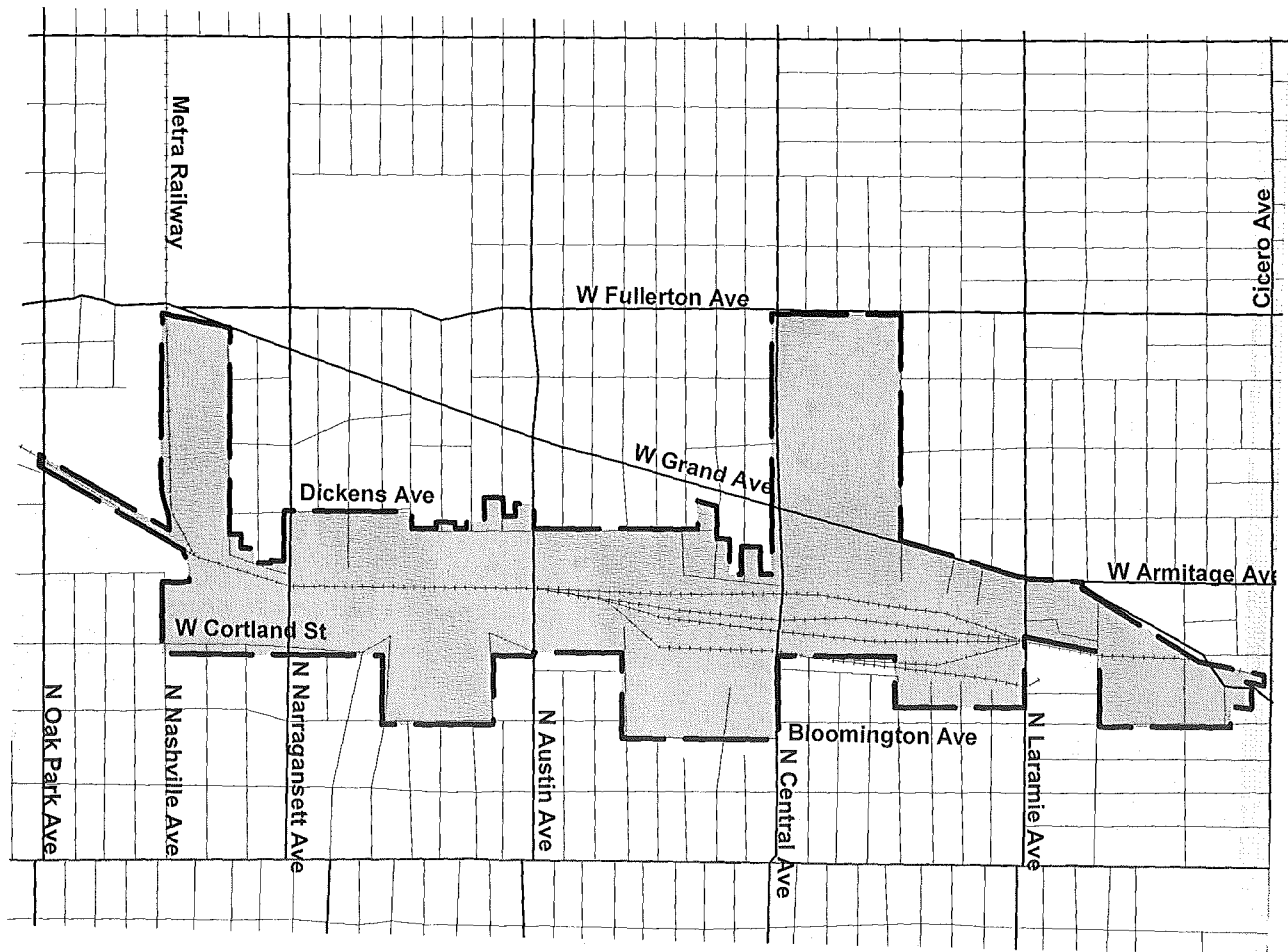 Metra Railway
Cicero Ave
W Fullerton Ave
W Grand Ave
Dickens Ave
W Armitage Ave
W Cortland St
Bloomington Ave
N Oak Park Ave
N Nashville Ave
N Narragansett Ave
N Austin Ave
N Central Ave
N Laramie Ave